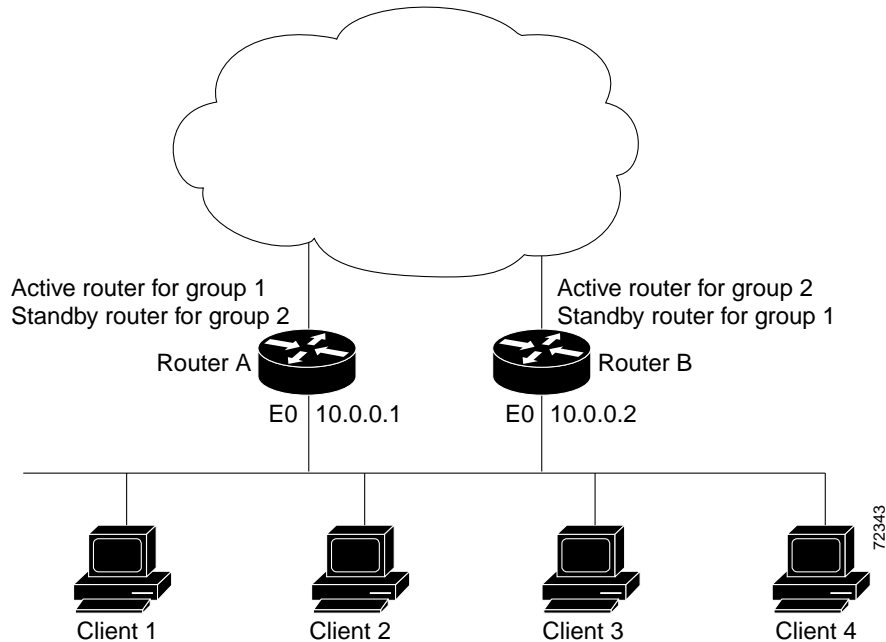 Active router for group 1
Standby router for group 2
Active router for group 2
Standby router for group 1
Router A
Router B
E0 10.0.0.1
E0 10.0.0.2
72343
Client 1
Client 2
Client 3
Client 4